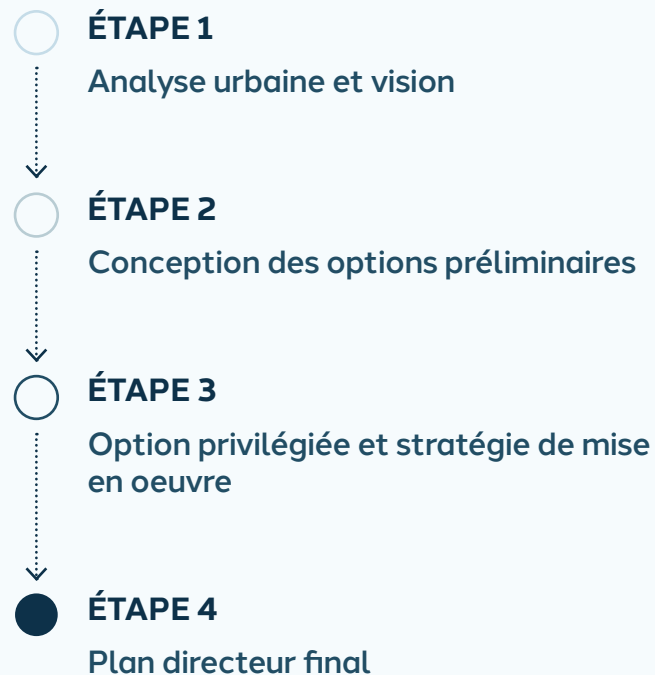 ÉTAPE 1
Analyse urbaine et vision
ÉTAPE 2
Conception des options préliminaires
ÉTAPE 3
Option privilégiée et stratégie de mise
en oeuvre
ÉTAPE 4
Plan directeur final